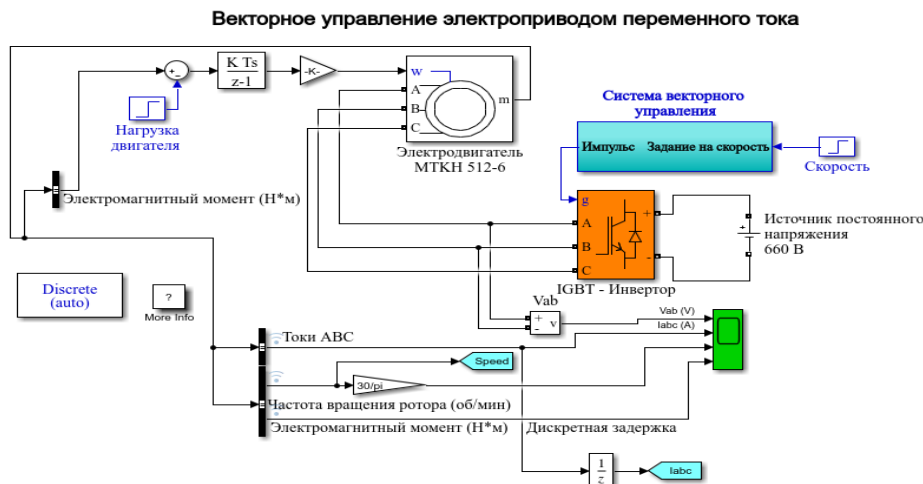 Векторное управление электроприводом переменного тока
K Ts
z-1
-K-
w
A
B
C
m
+
-
Нагрузка
двигателя
Электродвигатель
MTKH 512-6
Система векторного
управления
Импульс Задание на скорость
Скорость
Электромагнитный момент (Н*м)
g
A
B
C
+
-
+
Источник постоянного
напряжения
660 В
IGBT - Инвертор
Discrete
(auto)
?
More Info
Vab
+
-
v
Vab (V)
Iabc (A)
Токи ABC
Speed
30/pi
Частота вращения ротора (об/мин)
Электромагнитный момент (Н*м)
Дискретная задержка
1
z
Iabc